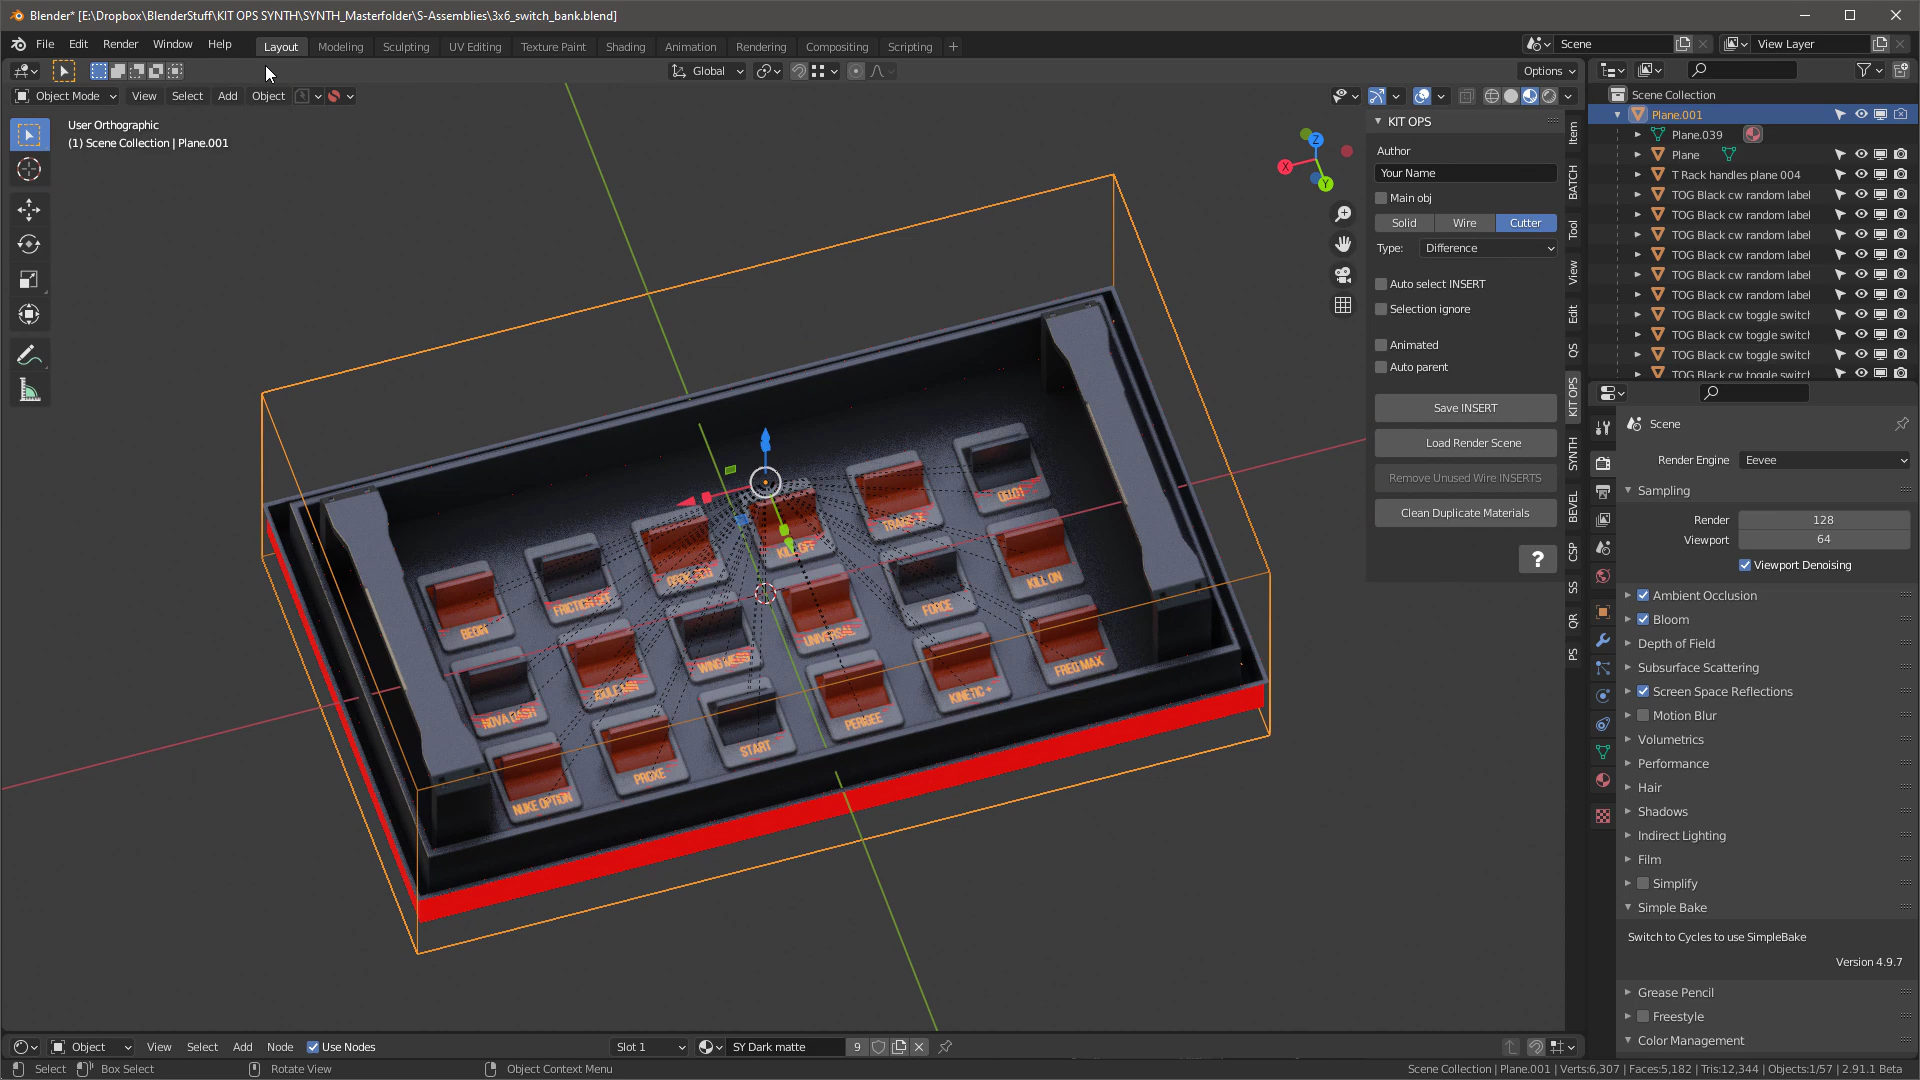 Blender* [E:\Dropbox\BlenderStuff\KIT OPS SYNTH\SYNTH_Masterfolder\S-Assemblies\3x6_switch_bank.blend]
File Edit Render Window Help
Layout Modeling Sculpting UV Editing Texture Paint Shading Animation Rendering Compositing Scripting +
Scene
View Layer
Global
Options
Object Mode View Select Add Object
User Orthographic
(1) Scene Collection | Plane.001
Z
X
Y
KIT OPS
Author
Your Name
Main obj
Solid Wire Cutter
Type: Difference
Auto select INSERT
Selection ignore
Animated
Auto parent
Save INSERT
Load Render Scene
Remove Unused Wire INSERTS
Clean Duplicate Materials
?
Item
BATCH
Tool
View
Edit
QS
KIT OPS
SYNTH
BEVEL
CSP
SS
QR
PS
KILL OFF
KILL ON
BEGIN
FORCE
UNIVERSAL
NOVA DASH
FREQ MAX
KINETIC +
PERIGEE
START
NUKE OPTION
Scene Collection
Plane.001
Plane.039
Plane
T Rack handles plane 004
TOG Black cw random label
TOG Black cw random label
TOG Black cw random label
TOG Black cw random label
TOG Black cw random label
TOG Black cw random label
TOG Black cw toggle switch
TOG Black cw toggle switch
TOG Black cw toggle switch
TOG Black cw toggle switch
Scene
Render Engine Eevee
Sampling
Render 128
Viewport 64
Viewport Denoising
Ambient Occlusion
Bloom
Depth of Field
Subsurface Scattering
Screen Space Reflections
Motion Blur
Volumetrics
Performance
Hair
Shadows
Indirect Lighting
Film
Simplify
Simple Bake
Switch to Cycles to use SimpleBake
Version 4.9.7
Grease Pencil
Freestyle
Color Management
Object View Select Add Node Use Nodes
Slot 1
SY Dark matte 9
Select Box Select Rotate View Object Context Menu
Scene Collection | Plane.001 | Verts:6,307 | Faces:5,182 | Tris:12,344 | Objects:1/57 | 2.91.1 Beta